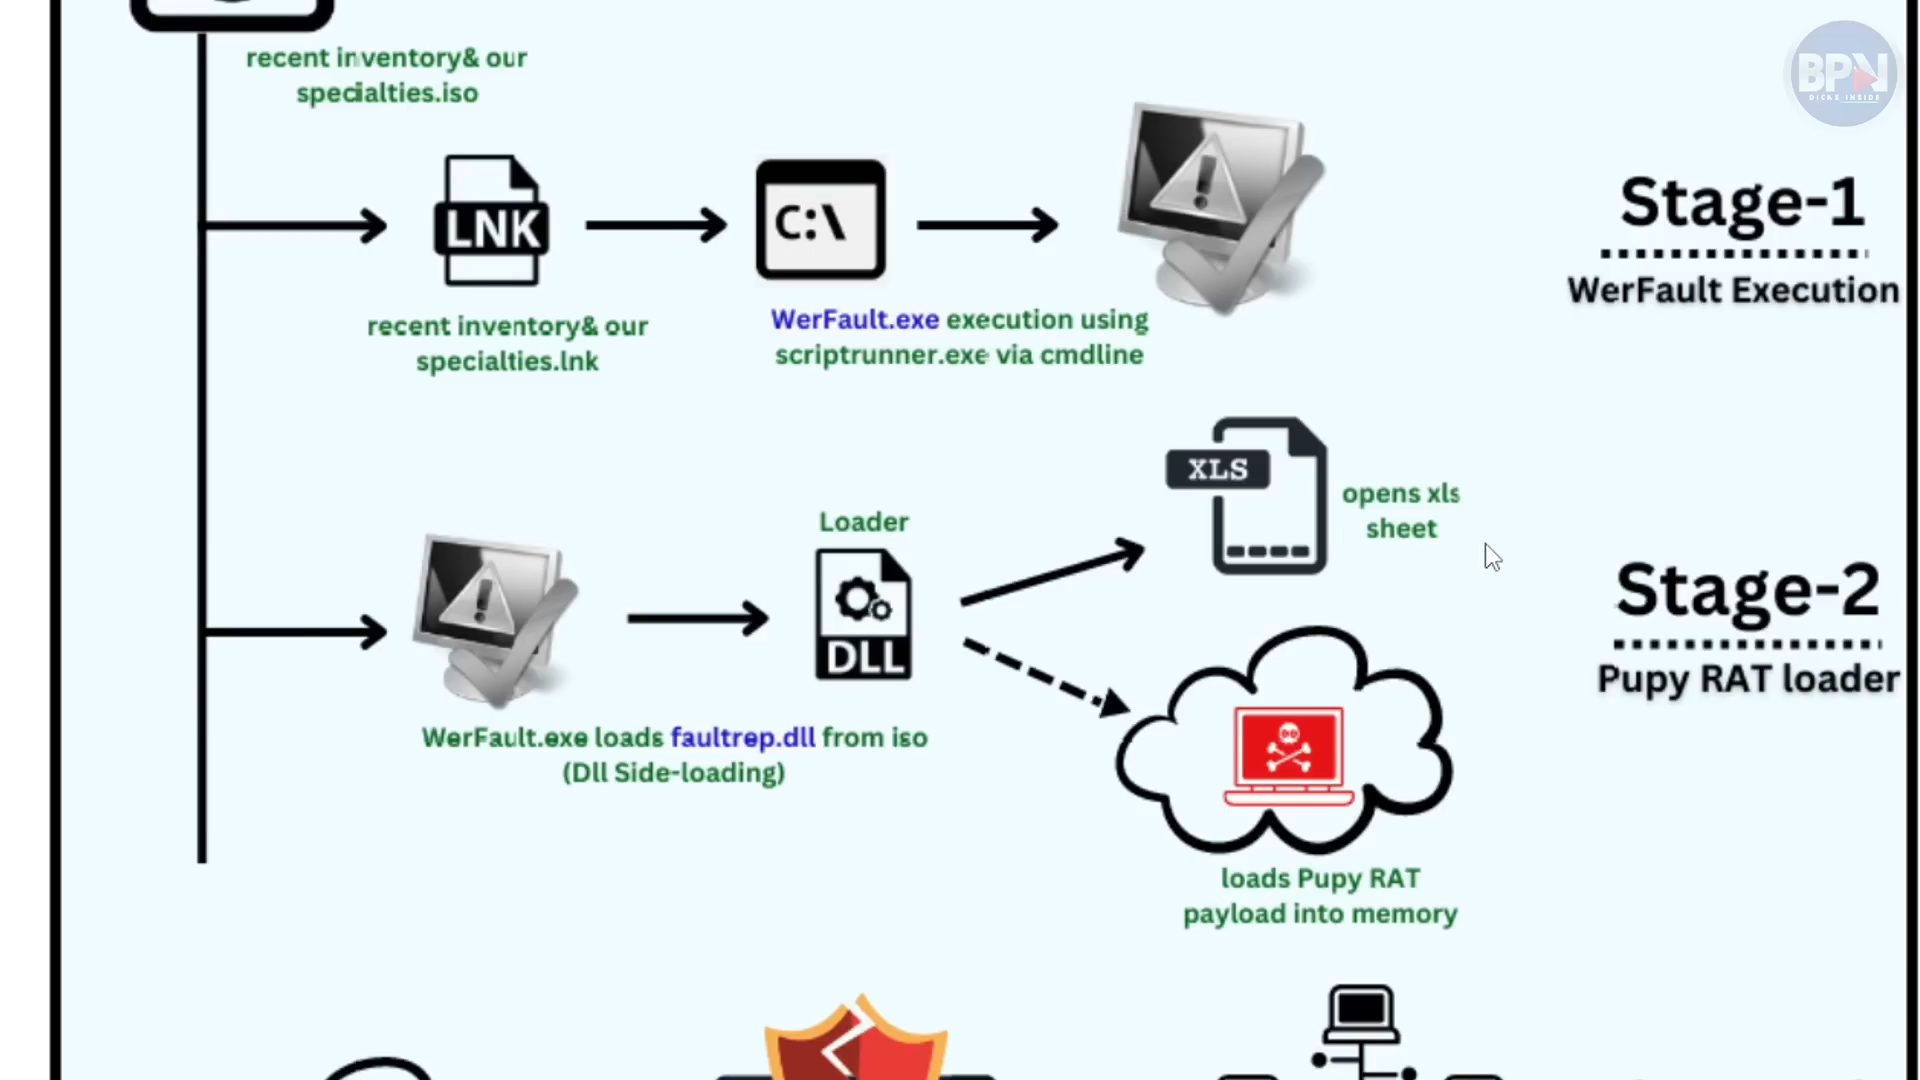 BPN
DICAS INSIDE
recent inventory& our
specialties.iso
LNK
C:\
Stage-1
WerFault Execution
recent inventory& our
specialties.lnk
WerFault.exe execution using
scriptrunner.exe via cmdline
XLS
opens xls
sheet
Loader
DLL
Stage-2
Pupy RAT loader
WerFault.exe loads faultrep.dll from iso
(Dll Side-loading)
loads Pupy RAT
payload into memory